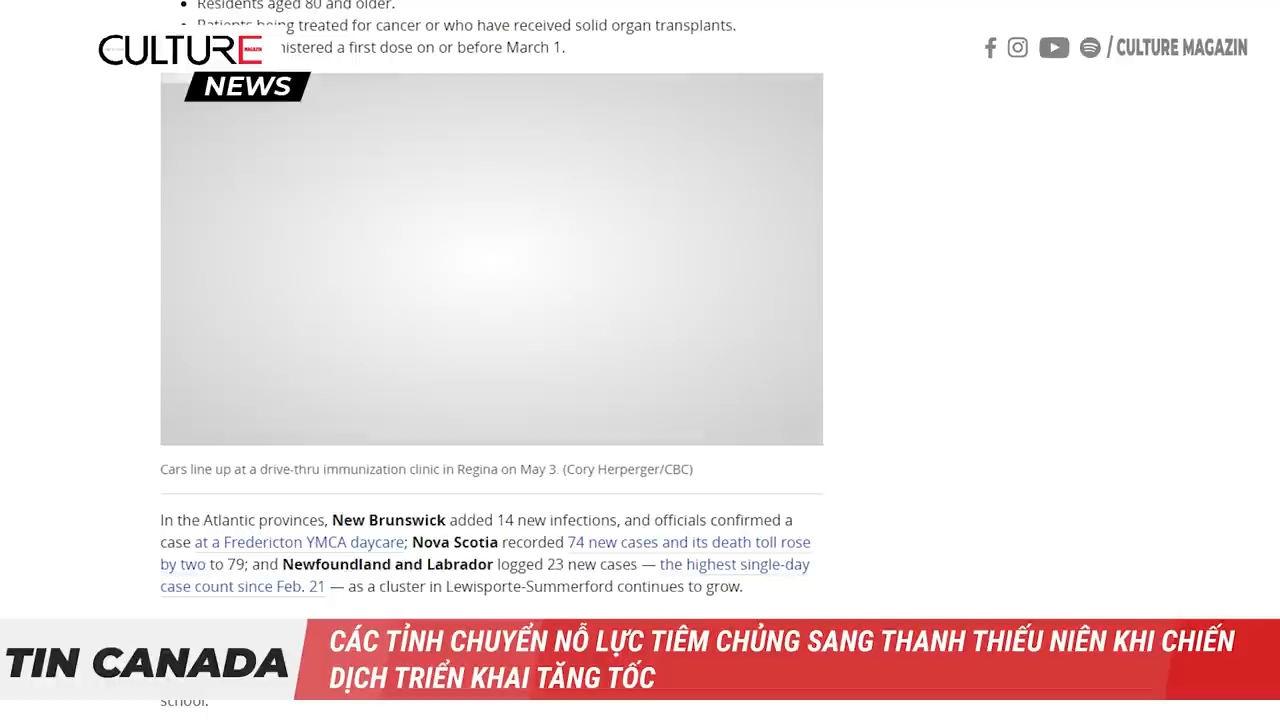 Residents aged 80 and older.
Patients being treated for cancer or who have received solid organ transplants.
CULTURE
MAGAZIN
nistered a first dose on or before March 1.
/ CULTURE MAGAZIN
NEWS
Cars line up at a drive-thru immunization clinic in Regina on May 3. (Cory Herperger/CBC)
In the Atlantic provinces, New Brunswick added 14 new infections, and officials confirmed a
case at a Fredericton YMCA daycare; Nova Scotia recorded 74 new cases and its death toll rose
by two to 79; and Newfoundland and Labrador logged 23 new cases — the highest single-day
case count since Feb. 21 — as a cluster in Lewisporte-Summerford continues to grow.
TIN CANADA
CÁC TỈNH CHUYỂN NỖ LỰC TIÊM CHỦNG SANG THANH THIẾU NIÊN KHI CHIẾN
DỊCH TRIỂN KHAI TĂNG TỐC
school.